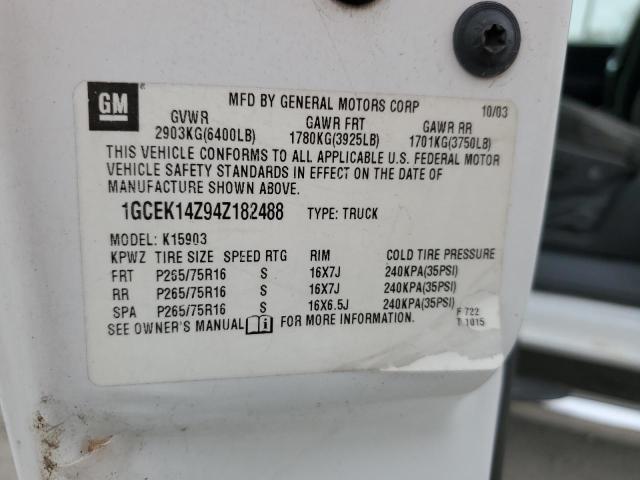 GM
MFD BY GENERAL MOTORS CORP 10/03
GVWR GAWR FRT GAWR RR
2903KG(6400LB) 1780KG(3925LB) 1701KG(3750LB)
THIS VEHICLE CONFORMS TO ALL APPLICABLE U.S. FEDERAL MOTOR
VEHICLE SAFETY STANDARDS IN EFFECT ON THE DATE OF
MANUFACTURE SHOWN ABOVE.
1GCEK14Z94Z182488 TYPE: TRUCK
MODEL: K15903
KPWZ TIRE SIZE SPEED RTG RIM COLD TIRE PRESSURE
FRT P265/75R16 S 16X7J 240KPA(35PSI)
RR P265/75R16 S 16X7J 240KPA(35PSI)
SPA P265/75R16 S 16X6.5J 240KPA(35PSI)
SEE OWNER'S MANUAL FOR MORE INFORMATION.
F 722
T 1015